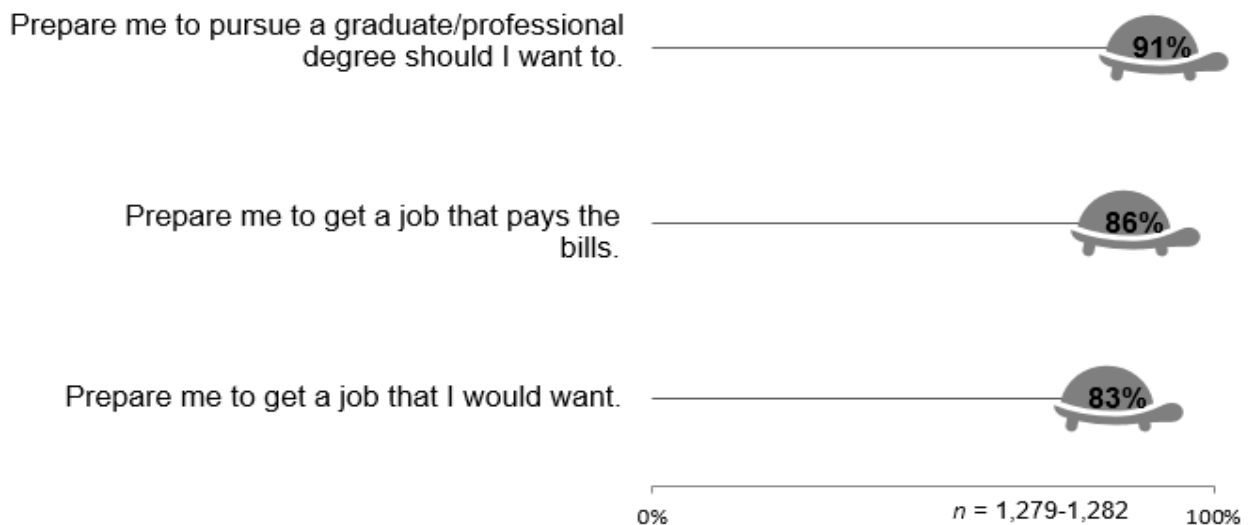 Prepare me to pursue a graduate/professional
degree should I want to.
91%
Prepare me to get a job that pays the
bills.
86%
Prepare me to get a job that I would want.
83%
0%
n = 1,279-1,282
100%